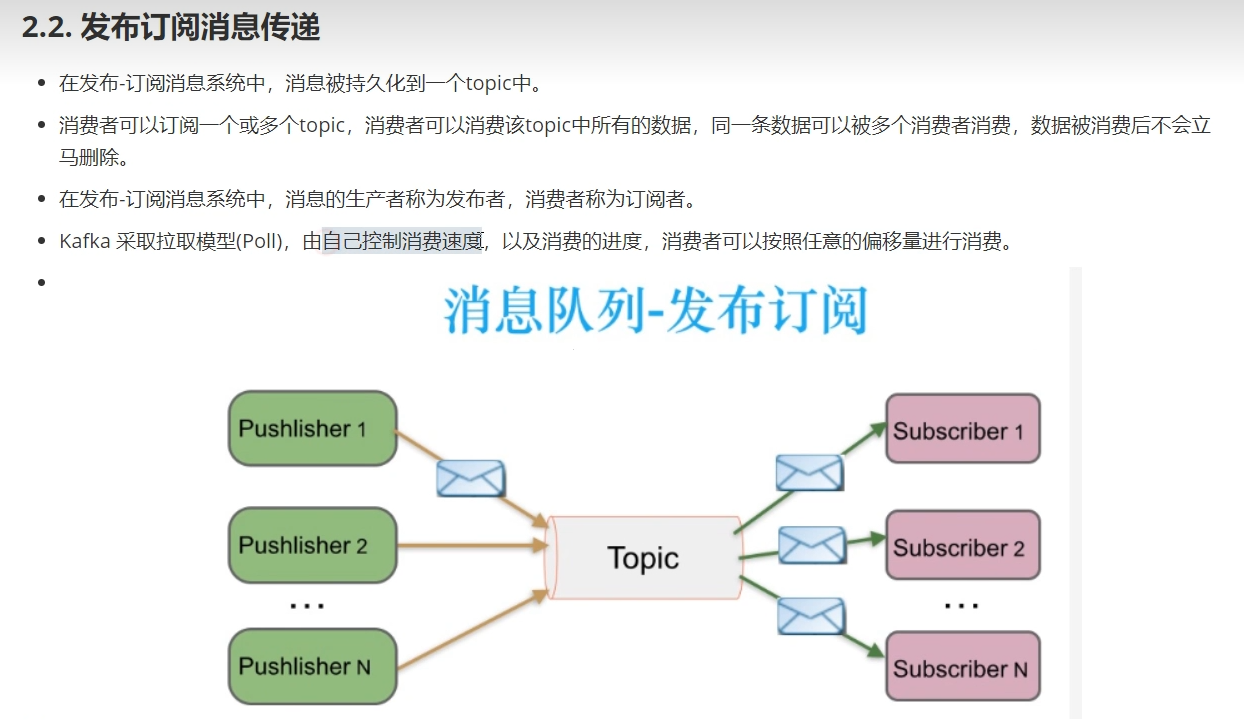 2.2. 发布订阅消息传递
在发布-订阅消息系统中，消息被持久化到一个topic中。
消费者可以订阅一个或多个topic，消费者可以消费该topic中所有的数据，同一条数据可以被多个消费者消费，数据被消费后不会立
马删除。
在发布-订阅消息系统中，消息的生产者称为发布者，消费者称为订阅者。
Kafka 采取拉取模型(Poll)，由自己控制消费速度，以及消费的进度，消费者可以按照任意的偏移量进行消费。
消息队列-发布订阅
Pushlisher 1
Subscriber 1
Pushlisher 2
Topic
Subscriber 2
...
...
Pushlisher N
Subscriber N